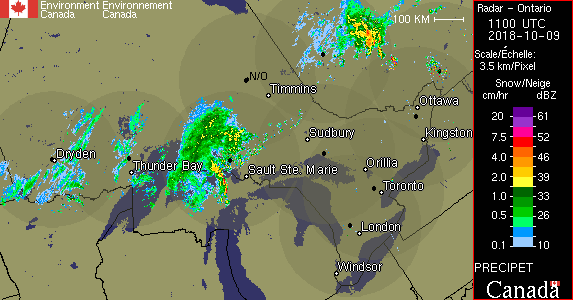 Environment Environnement
Canada Canada
100 KM
N/O
Timmins
Ottawa
Sudbury
Kingston
Dryden
Thunder Bay
Sault Ste. Marie
Orillia
Toronto
London
Windsor
Radar - Ontario
1100 UTC
2018-10-09
Scale/Échelle:
3.5 km/Pixel
Snow/Neige
cm/hr dBZ
20 61
7.5 52
4.0 46
2.0 39
1.0 33
0.5 26
0.1 10
PRECIPET
Canada